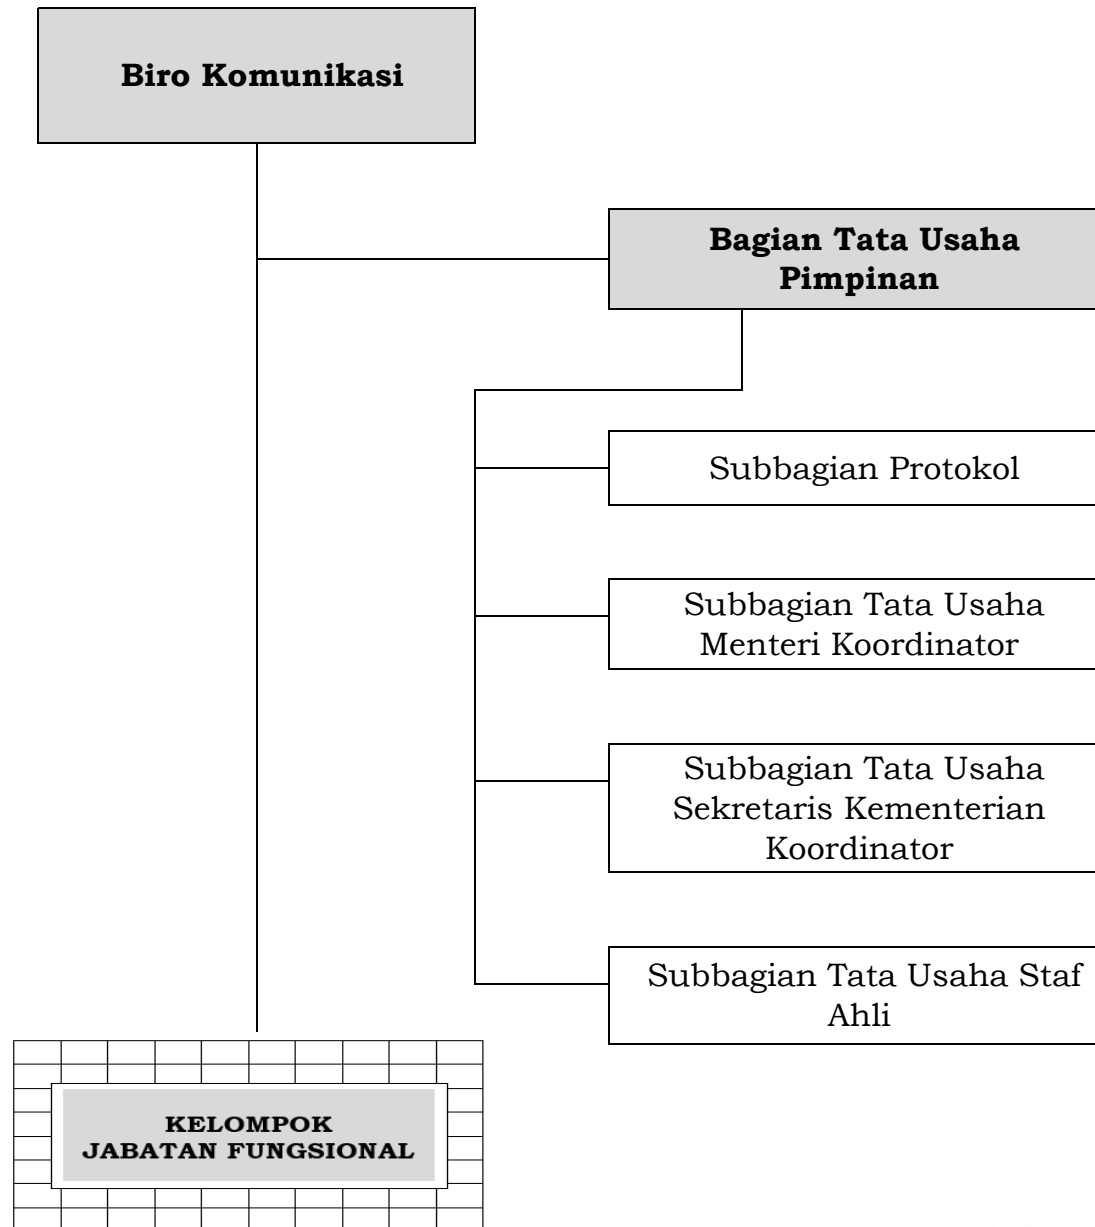 Biro Komunikasi
Bagian Tata Usaha
Pimpinan
Subbagian Protokol
Subbagian Tata Usaha
Menteri Koordinator
Subbagian Tata Usaha
Sekretaris Kementerian
Koordinator
Subbagian Tata Usaha Staf
Ahli
KELOMPOK
JABATAN FUNGSIONAL